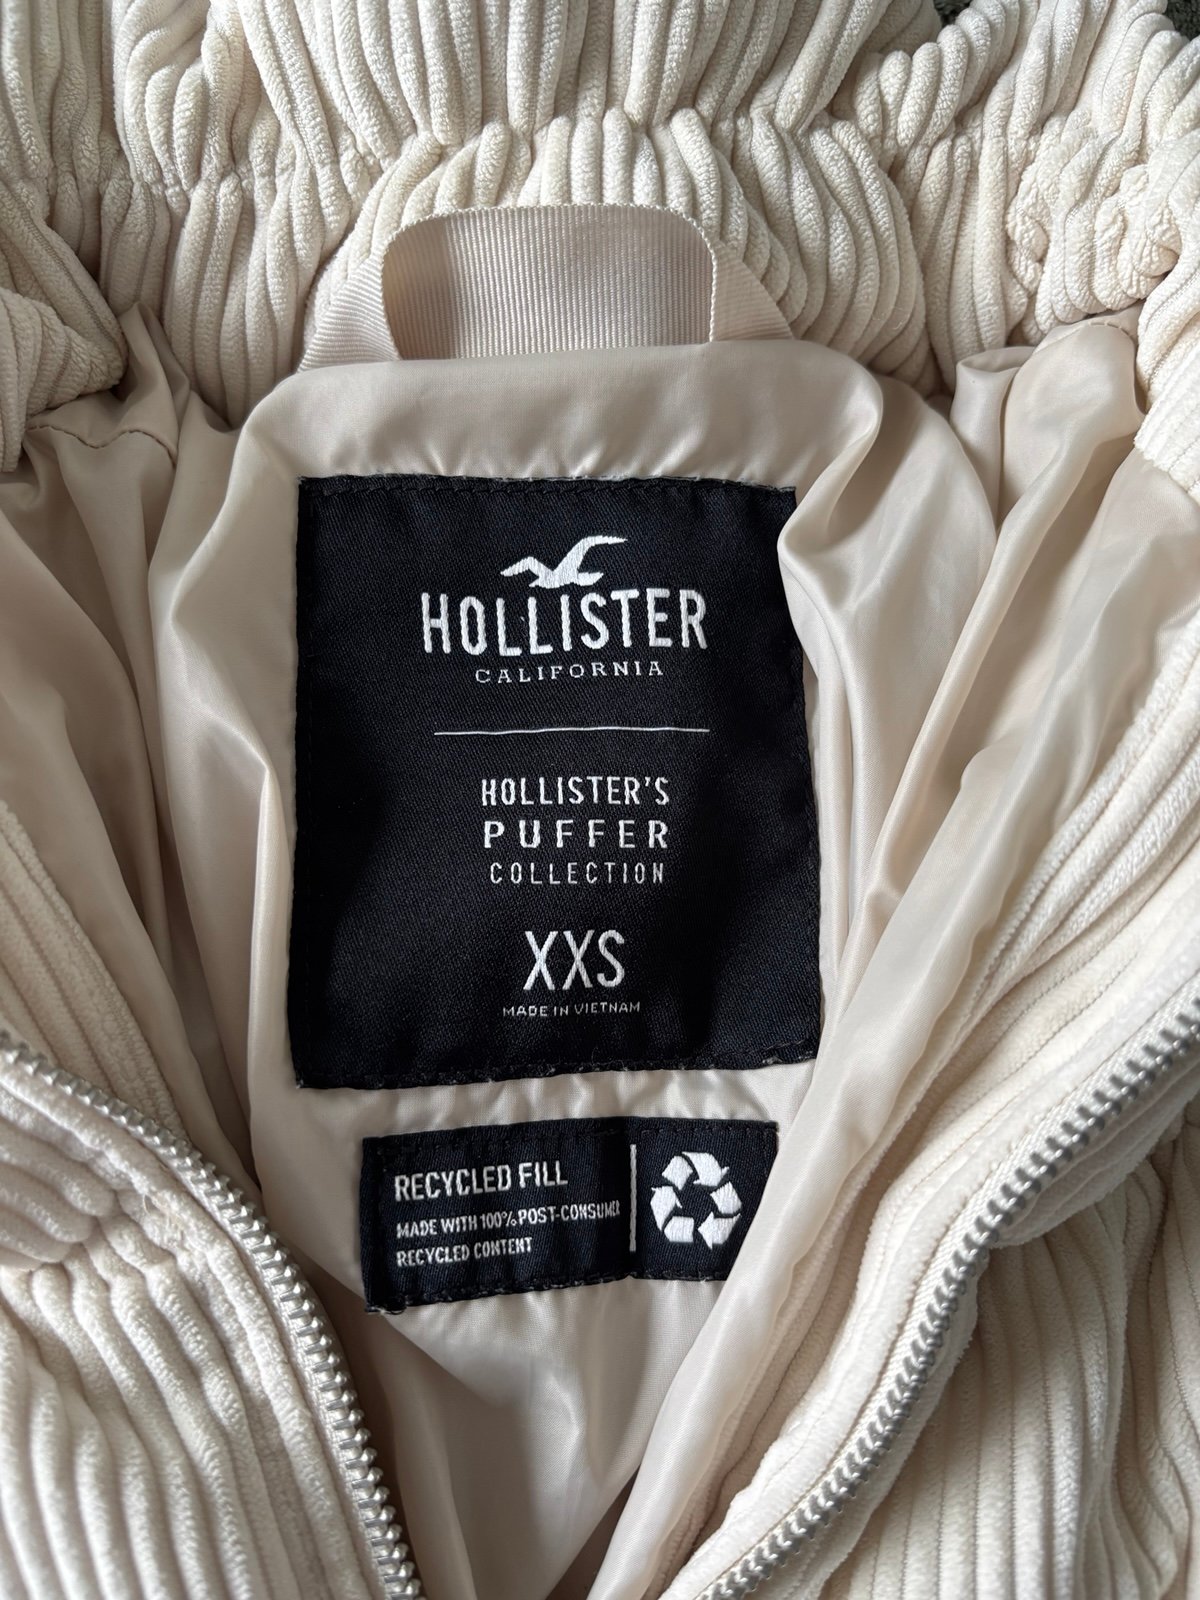 HOLLISTER
CALIFORNIA
HOLLISTER'S
PUFFER
COLLECTION
XXS
MADE IN VIETNAM
RECYCLED FILL
MADE WITH 100% POST-CONSUMER
RECYCLED CONTENT